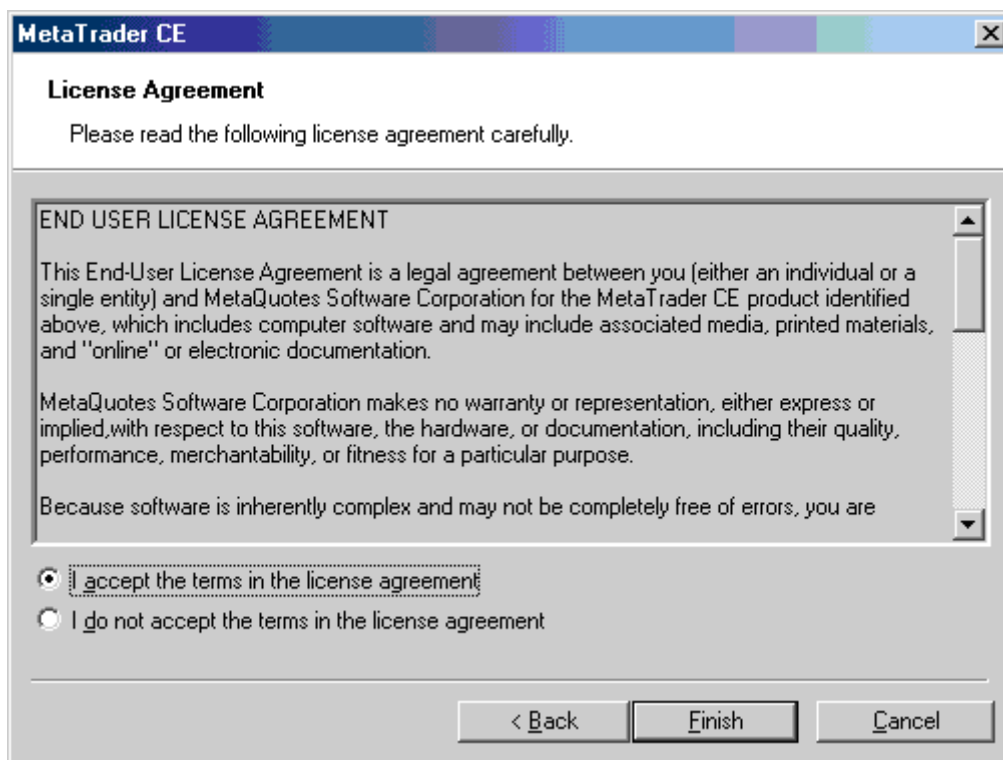 MetaTrader CE
License Agreement
Please read the following license agreement carefully.
END USER LICENSE AGREEMENT
This End-User License Agreement is a legal agreement between you (either an individual or a
single entity) and MetaQuotes Software Corporation for the MetaTrader CE product identified
above, which includes computer software and may include associated media, printed materials,
and "online" or electronic documentation.
MetaQuotes Software Corporation makes no warranty or representation, either express or
implied,with respect to this software, the hardware, or documentation, including their quality,
performance, merchantability, or fitness for a particular purpose.
Because software is inherently complex and may not be completely free of errors, you are
I accept the terms in the license agreement
I do not accept the terms in the license agreement
< Back
Finish
Cancel